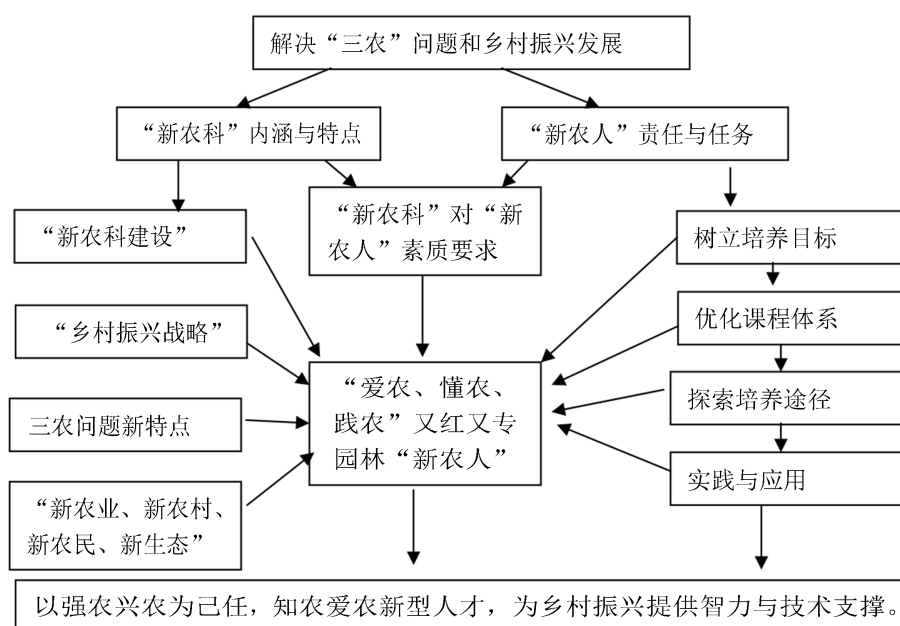 解决“三农”问题和乡村振兴发展
“新农科”内涵与特点
“新农人”责任与任务
“新农科”对“新
农人”素质要求
“新农科建设”
树立培养目标
“乡村振兴战略”
优化课程体系
“爱农、懂农、
践农”又红又专
园林“新农人”
三农问题新特点
探索培养途径
实践与应用
“新农业、新农村、
新农民、新生态”
以强农兴农为己任，知农爱农新型人才，为乡村振兴提供智力与技术支撑。